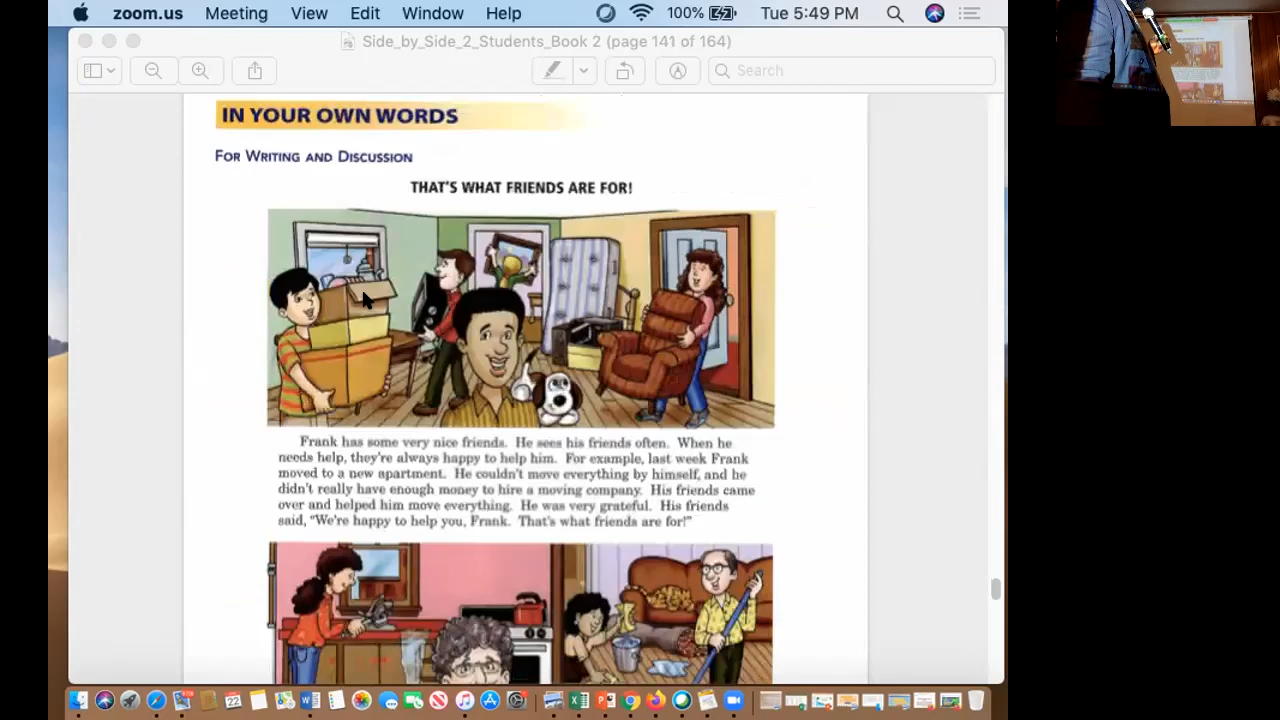 zoom.us Meeting View Edit Window Help 100% Tue 5:49 PM
Side_by_Side_2_Students_Book 2 (page 141 of 164)
Search
IN YOUR OWN WORDS
FOR WRITING AND DISCUSSION
THAT'S WHAT FRIENDS ARE FOR!
Frank has some very nice friends. He sees his friends often. When he
needs help, they're always happy to help him. For example, last week Frank
moved to a new apartment. He couldn't move everything by himself, and he
didn't really have enough money to hire a moving company. His friends came
over and helped him move everything. He was very grateful. His friends
said, "We're happy to help you, Frank. That's what friends are for!"
22